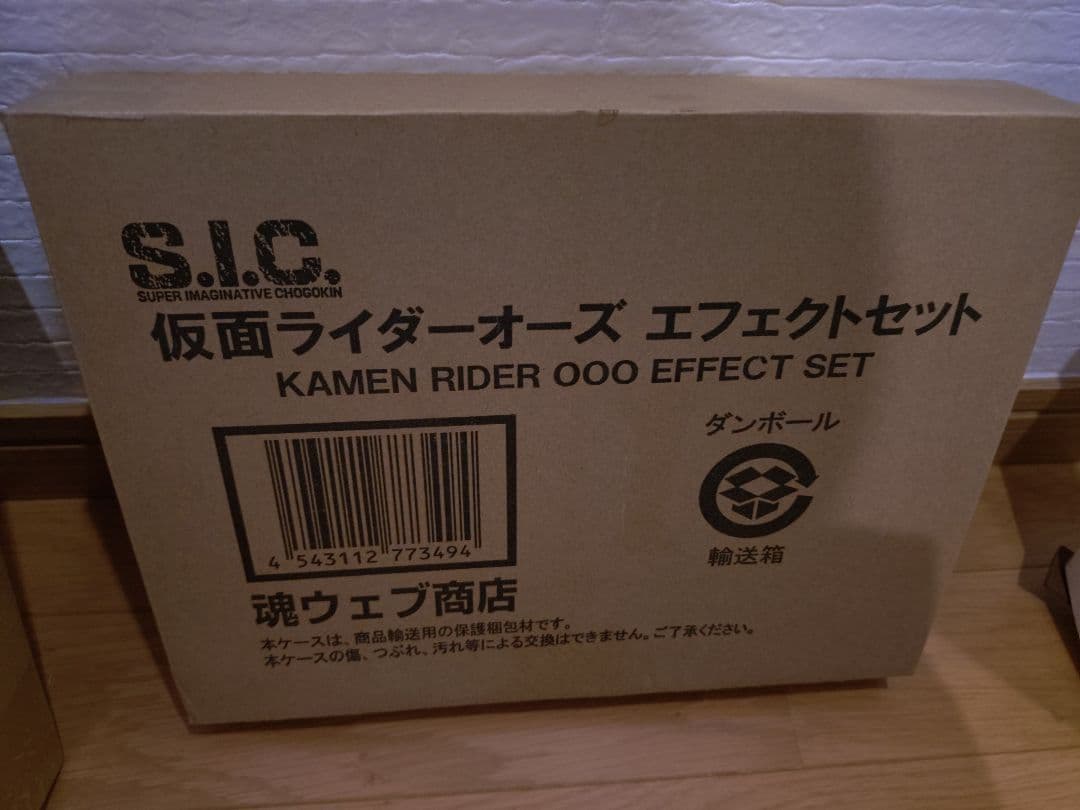 S.I.C.
SUPER IMAGINATIVE CHOGOKIN
仮面ライダーオーズ エフェクトセット
KAMEN RIDER OOO EFFECT SET
ダンボール
輸送箱
4 543112 773494
魂ウェブ商店
本ケースは、商品輸送用の保護梱包材です。
本ケースの傷、つぶれ、汚れ等による交換はできません。ご了承ください。